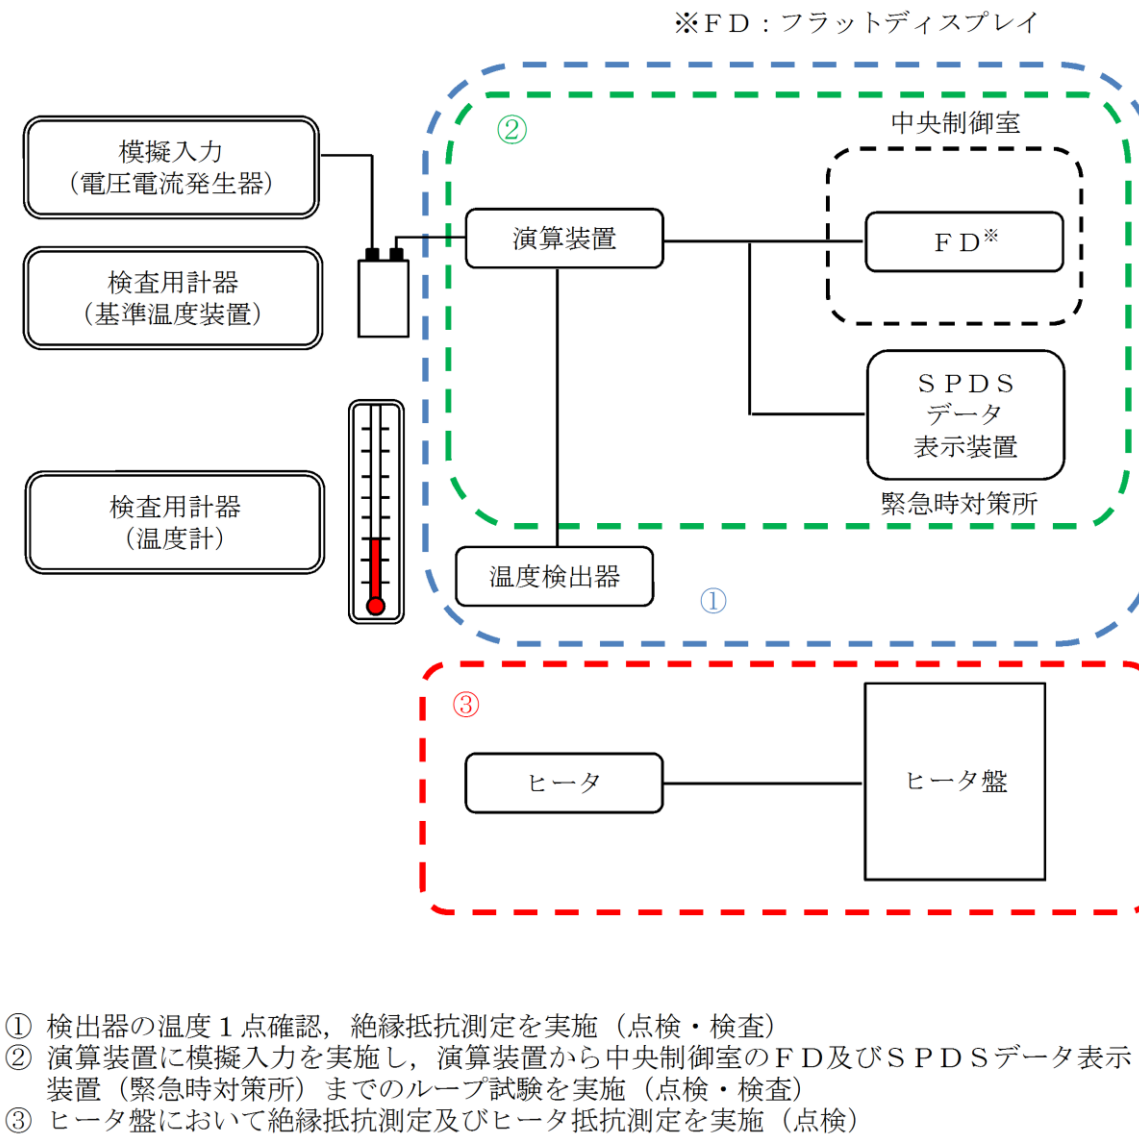 ※ＦＤ：フラットディスプレイ
②
中央制御室
模擬入力
（電圧電流発生器）
演算装置
ＦＤ※
検査用計器
（基準温度装置）
ＳＰＤＳ
データ
表示装置
緊急時対策所
検査用計器
（温度計）
温度検出器
①
③
ヒータ
ヒータ盤
① 検出器の温度１点確認，絶縁抵抗測定を実施（点検・検査）
② 演算装置に模擬入力を実施し，演算装置から中央制御室のＦＤ及びＳＰＤＳデータ表示
装置（緊急時対策所）までのループ試験を実施（点検・検査）
③ ヒータ盤において絶縁抵抗測定及びヒータ抵抗測定を実施（点検）